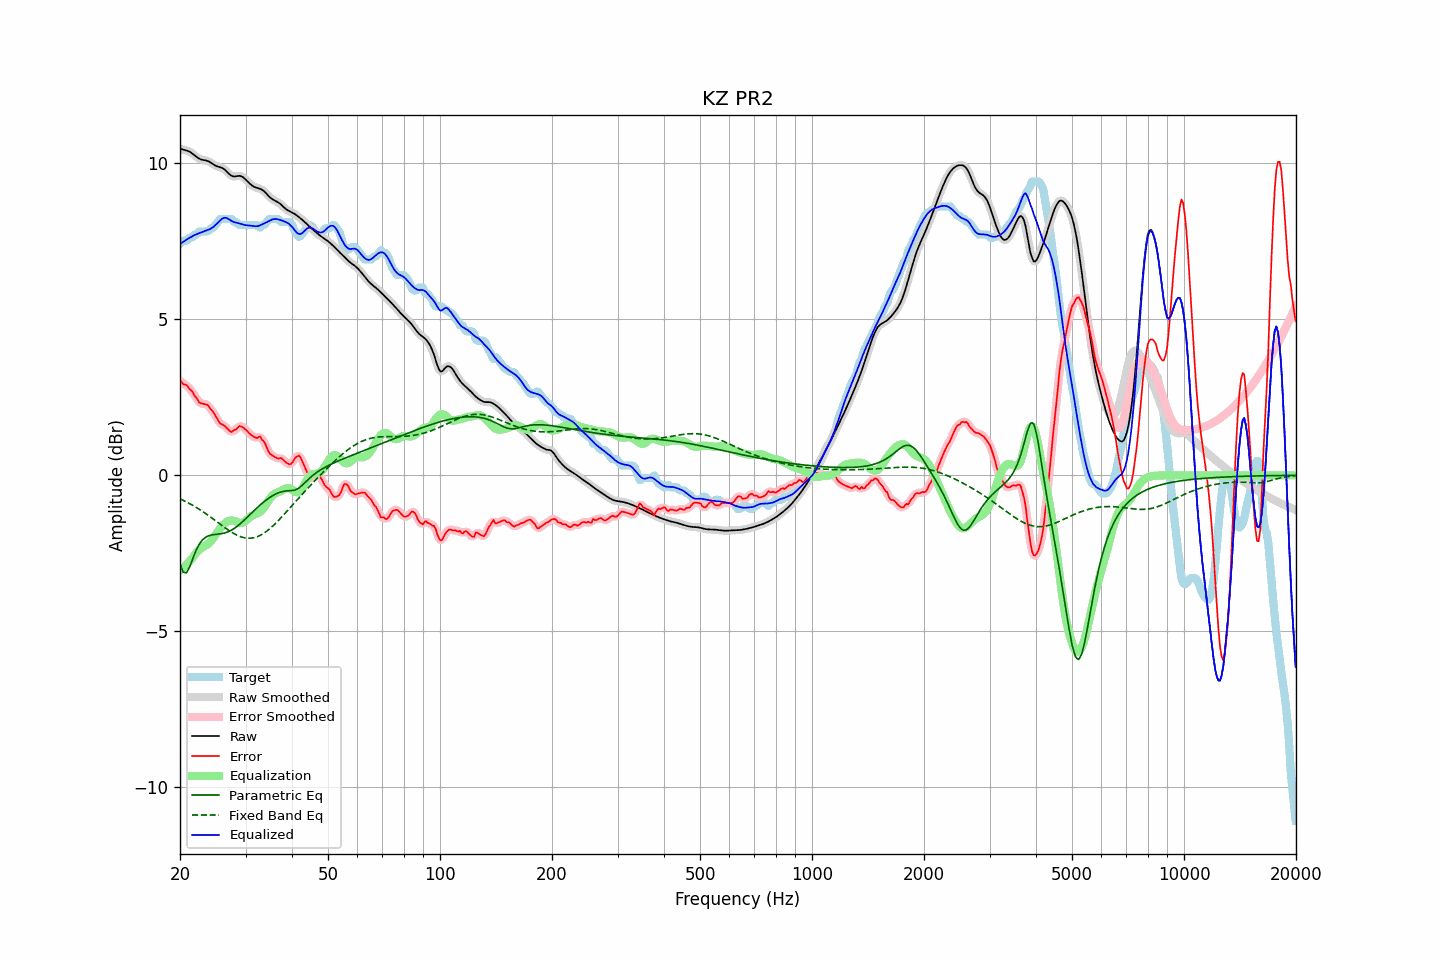 KZ PR2
Amplitude (dBr)
10
5
0
−5
−10
Target
Raw Smoothed
Error Smoothed
Raw
Error
Equalization
Parametric Eq
Fixed Band Eq
Equalized
20 50 100 200 500 1000 2000 5000 10000 20000
Frequency (Hz)